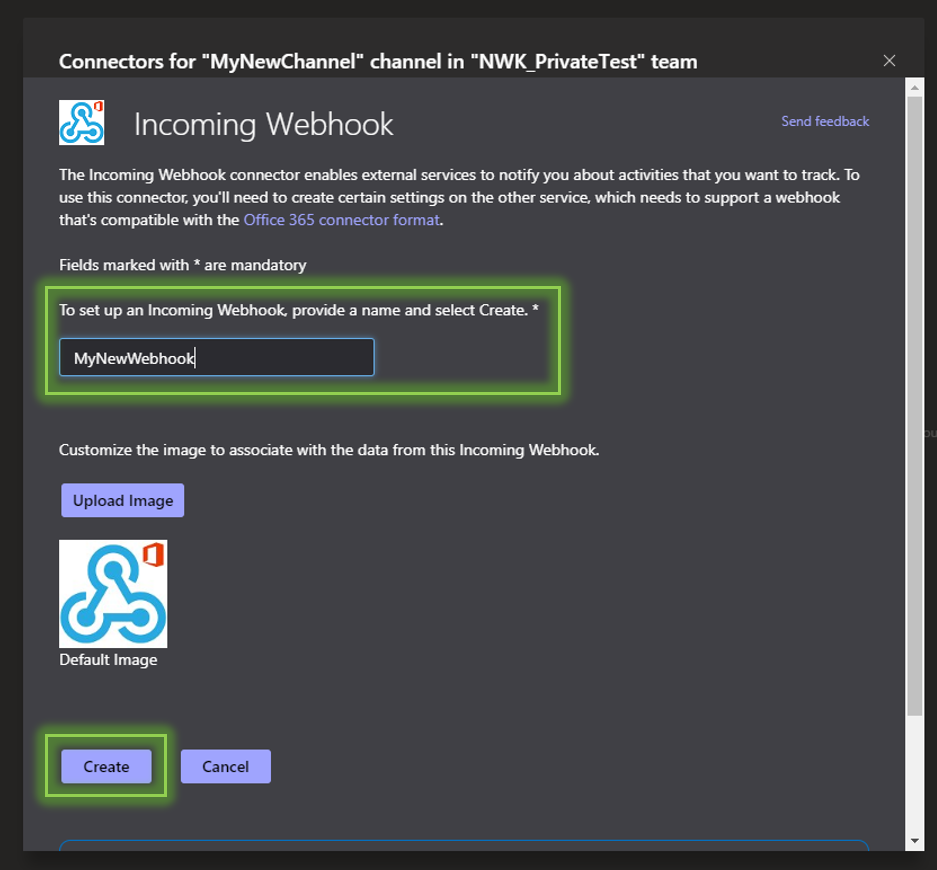 Connectors for "MyNewChannel" channel in "NWK_PrivateTest" team
Incoming Webhook
Send feedback
The Incoming Webhook connector enables external services to notify you about activities that you want to track. To
use this connector, you'll need to create certain settings on the other service, which needs to support a webhook
that's compatible with the Office 365 connector format.
Fields marked with * are mandatory
To set up an Incoming Webhook, provide a name and select Create. *
MyNewWebhook
Customize the image to associate with the data from this Incoming Webhook.
Upload Image
Default Image
Create
Cancel